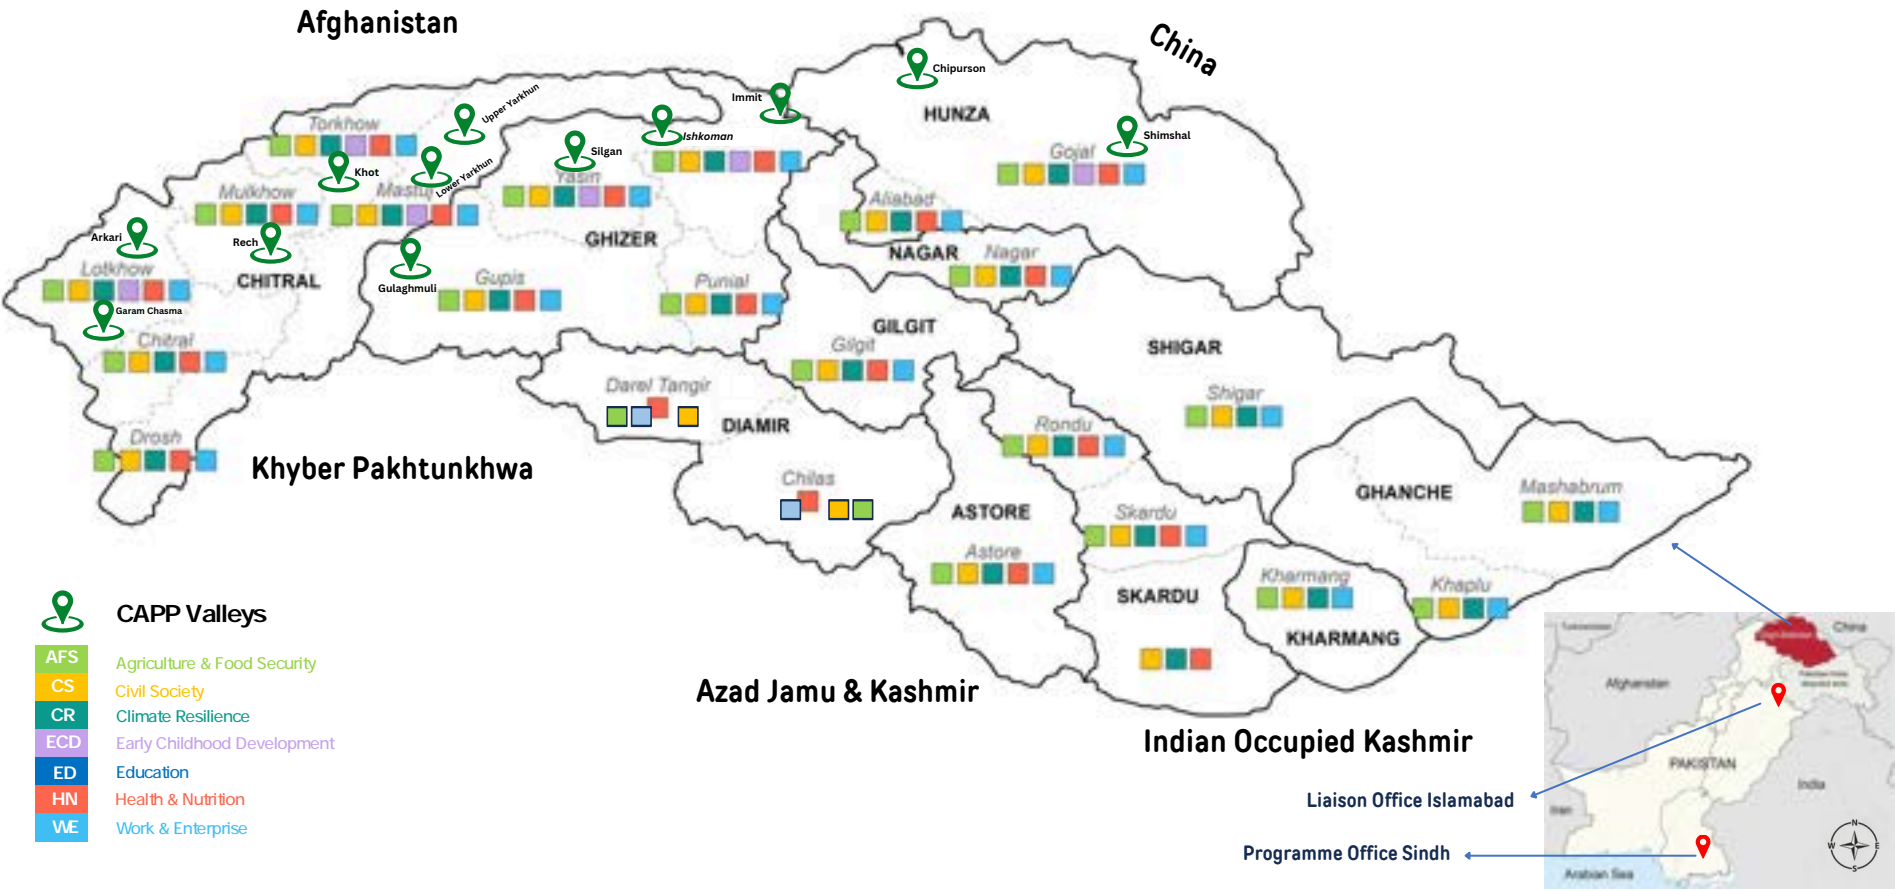 Afghanistan
China
Chipurson
Immit
HUNZA
Upper Yarkhun
Torkhow
Ishkoman
Shimshal
Silgan
Gojal
Khot
Lower Yarkhun
Yasin
Mulkhow
Mastuj
Aliabad
Arkari
Rech
GHIZER
NAGAR
Nagar
Lotkhow
CHITRAL
Gulaghmuli
Gupis
Punial
Garam Chasma
GILGIT
Gilgit
Chitral
SHIGAR
Shigar
Darel Tangir
DIAMIR
Rondu
Drosh
Khyber Pakhtunkhwa
Chilas
GHANCHE
Mashabrum
ASTORE
Skardu
Astore
Kharmang
Khaplu
SKARDU
KHARMANG
CAPP Valleys
AFS Agriculture & Food Security
CS Civil Society
CR Climate Resilience
ECD Early Childhood Development
ED Education
HN Health & Nutrition
WE Work & Enterprise
Azad Jamu & Kashmir
Indian Occupied Kashmir
China
Afghanistan
PAKISTAN
India
Iran
Arabian Sea
Liaison Office Islamabad
Programme Office Sindh
N
W
E
S